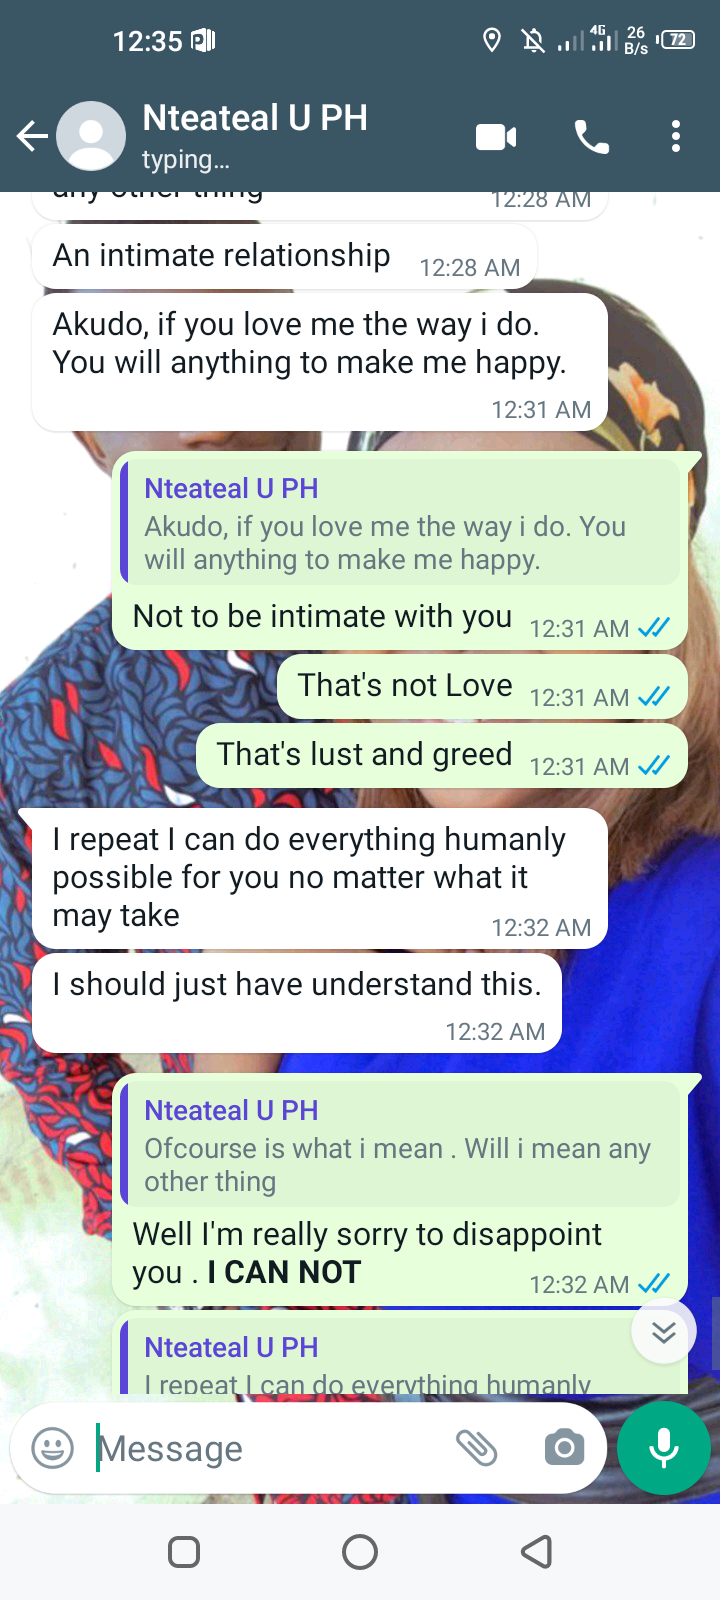 12:35
4G
26
B/s
72
Nteateal U PH
typing...
any other thing
12:28 AM
An intimate relationship
12:28 AM
Akudo, if you love me the way i do.
You will anything to make me happy.
12:31 AM
Nteateal U PH
Akudo, if you love me the way i do. You
will anything to make me happy.
Not to be intimate with you
12:31 AM
That's not Love
12:31 AM
That's lust and greed
12:31 AM
I repeat I can do everything humanly
possible for you no matter what it
may take
12:32 AM
I should just have understand this.
12:32 AM
Nteateal U PH
Ofcourse is what i mean . Will i mean any
other thing
Well I'm really sorry to disappoint
you . I CAN NOT
12:32 AM
Nteateal U PH
I repeat I can do everything humanly
Message